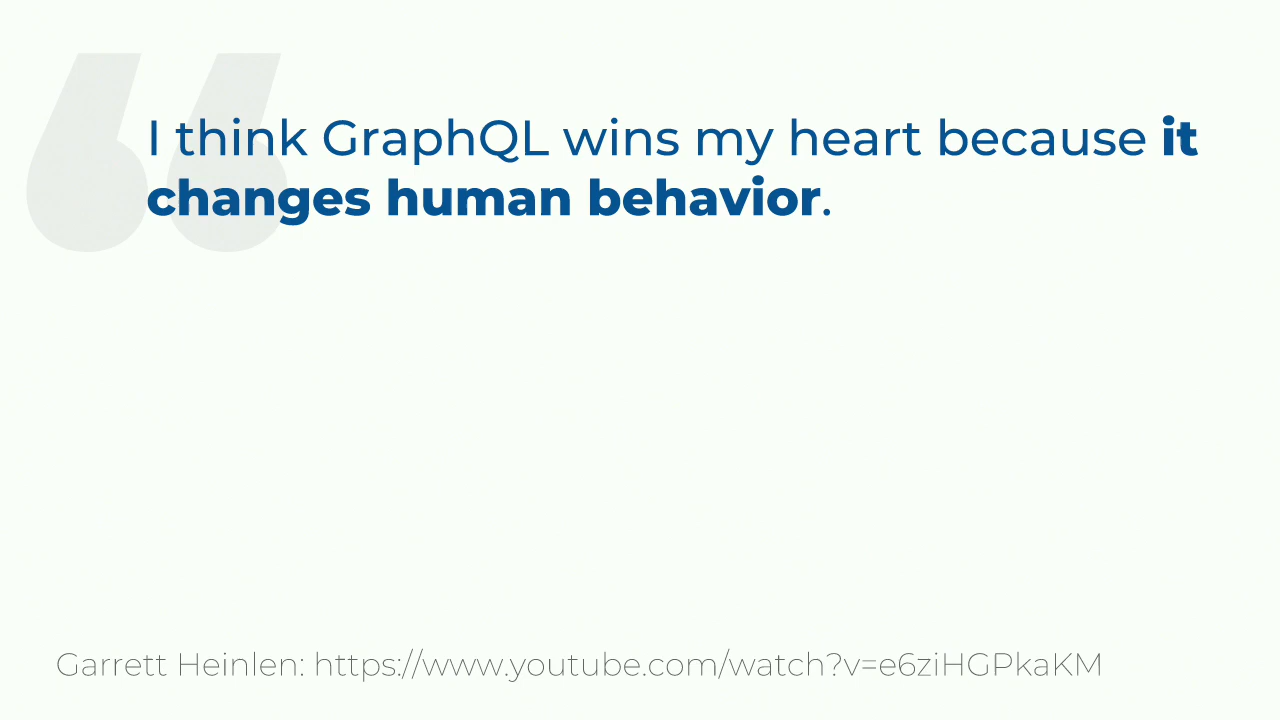 “
I think GraphQL wins my heart because it
changes human behavior.
Garrett Heinlen: https://www.youtube.com/watch?v=e6ziHGPkaKM